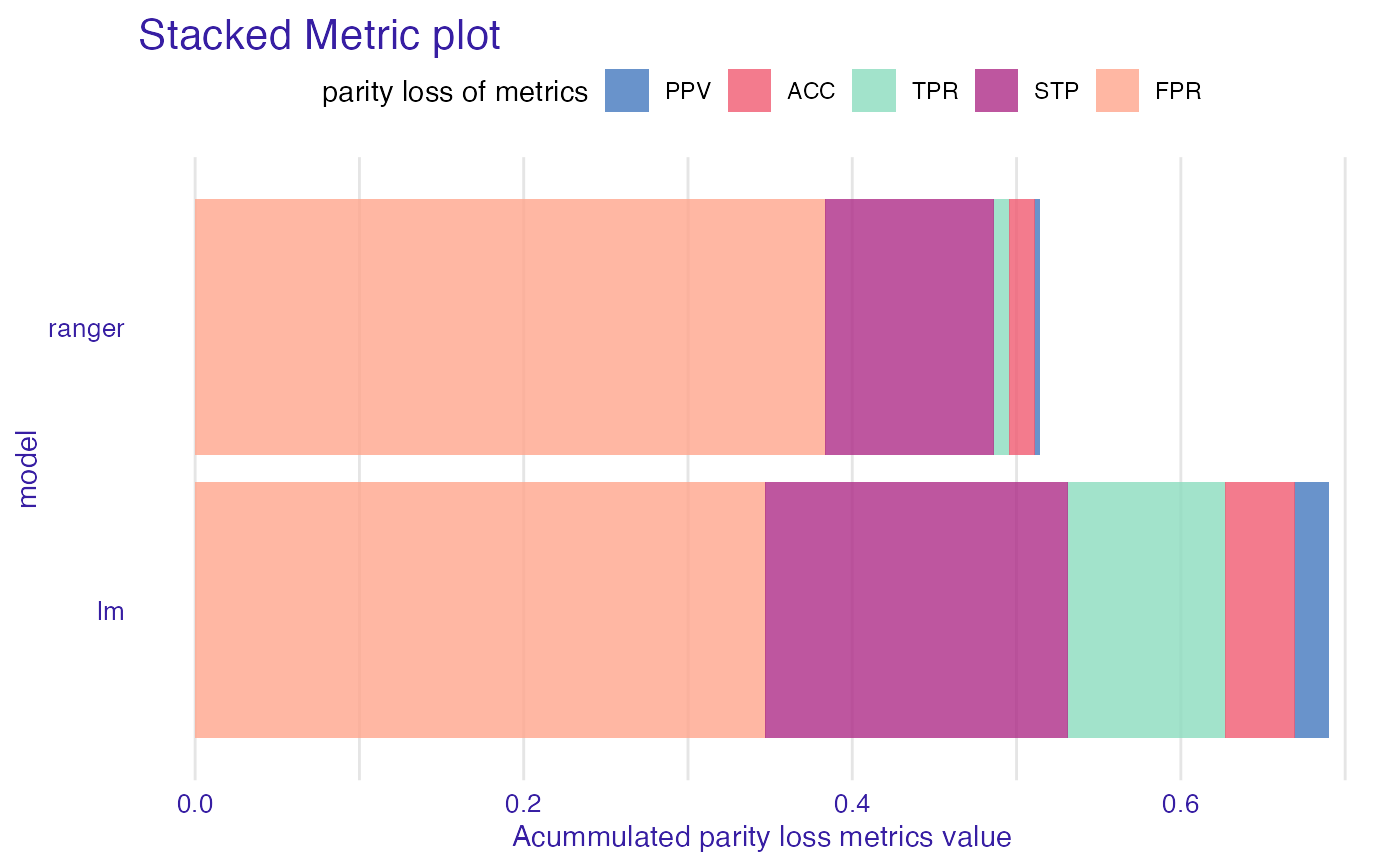 Stacked Metric plot
parity loss of metrics PPV ACC TPR STP FPR
ranger
model
lm
0.0 0.2 0.4 0.6
Acummulated parity loss metrics value